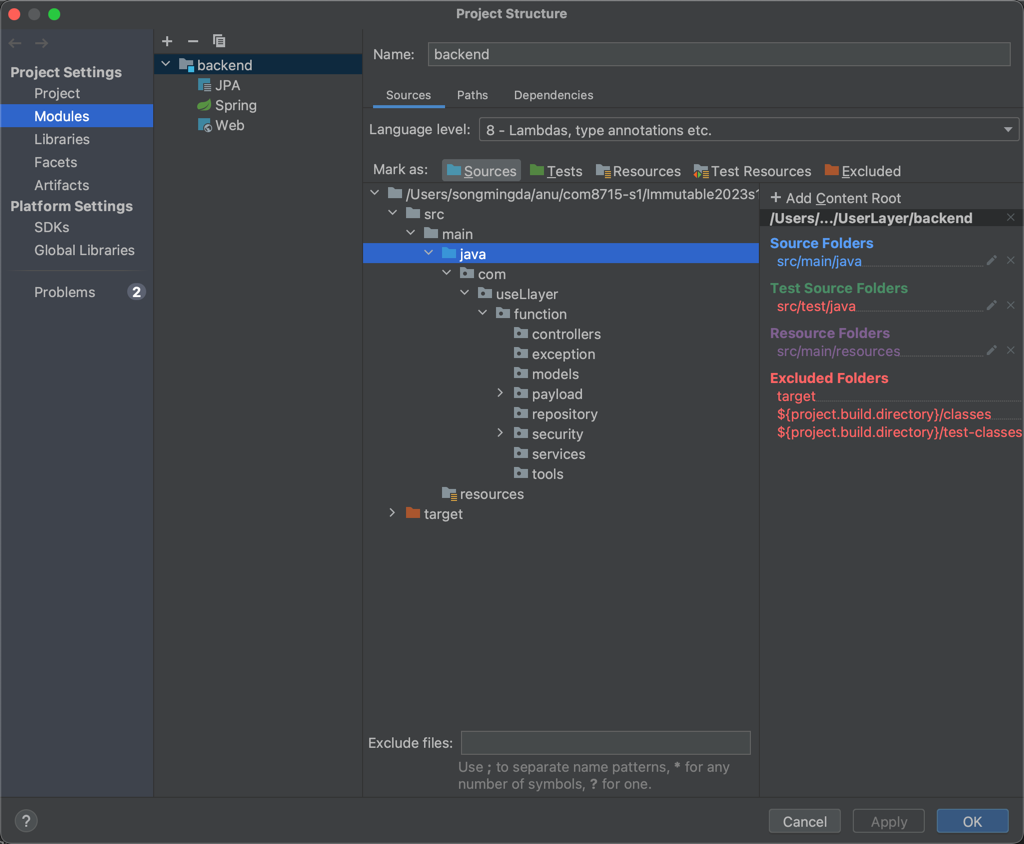 Project Structure
Project Settings
Project
Modules
Libraries
Facets
Artifacts
Platform Settings
SDKs
Global Libraries
Problems 2
backend
JPA
Spring
Web
Name: backend
Sources Paths Dependencies
Language level: 8 - Lambdas, type annotations etc.
Mark as: Sources Tests Resources Test Resources Excluded
/Users/songmingda/anu/com8715-s1/Immutable2023s1
src
main
java
com
useLlayer
function
controllers
exception
models
payload
repository
security
services
tools
resources
target
+ Add Content Root
/Users/.../UserLayer/backend
Source Folders
src/main/java
Test Source Folders
src/test/java
Resource Folders
src/main/resources
Excluded Folders
target
${project.build.directory}/classes
${project.build.directory}/test-classes
Exclude files:
Use ; to separate name patterns, * for any
number of symbols, ? for one.
?
Cancel Apply OK